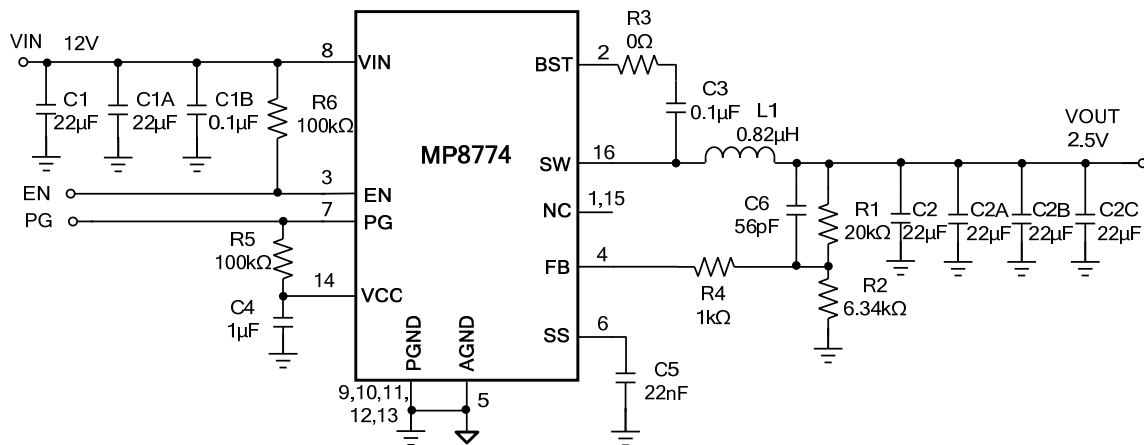 VIN 12V
8
VIN
C1
22µF
C1A
22µF
C1B
0.1µF
R6
100kΩ
EN
3
EN
PG
7
PG
R5
100kΩ
14
VCC
C4
1µF
MP8774
PGND
AGND
9,10,11,
12,13
5
BST
2
R3
0Ω
C3
0.1µF
L1
0.82µH
SW
16
VOUT
2.5V
NC
1,15
C6
56pF
R1
20kΩ
C2
22µF
C2A
22µF
C2B
22µF
C2C
22µF
FB
4
R4
1kΩ
R2
6.34kΩ
SS
6
C5
22nF